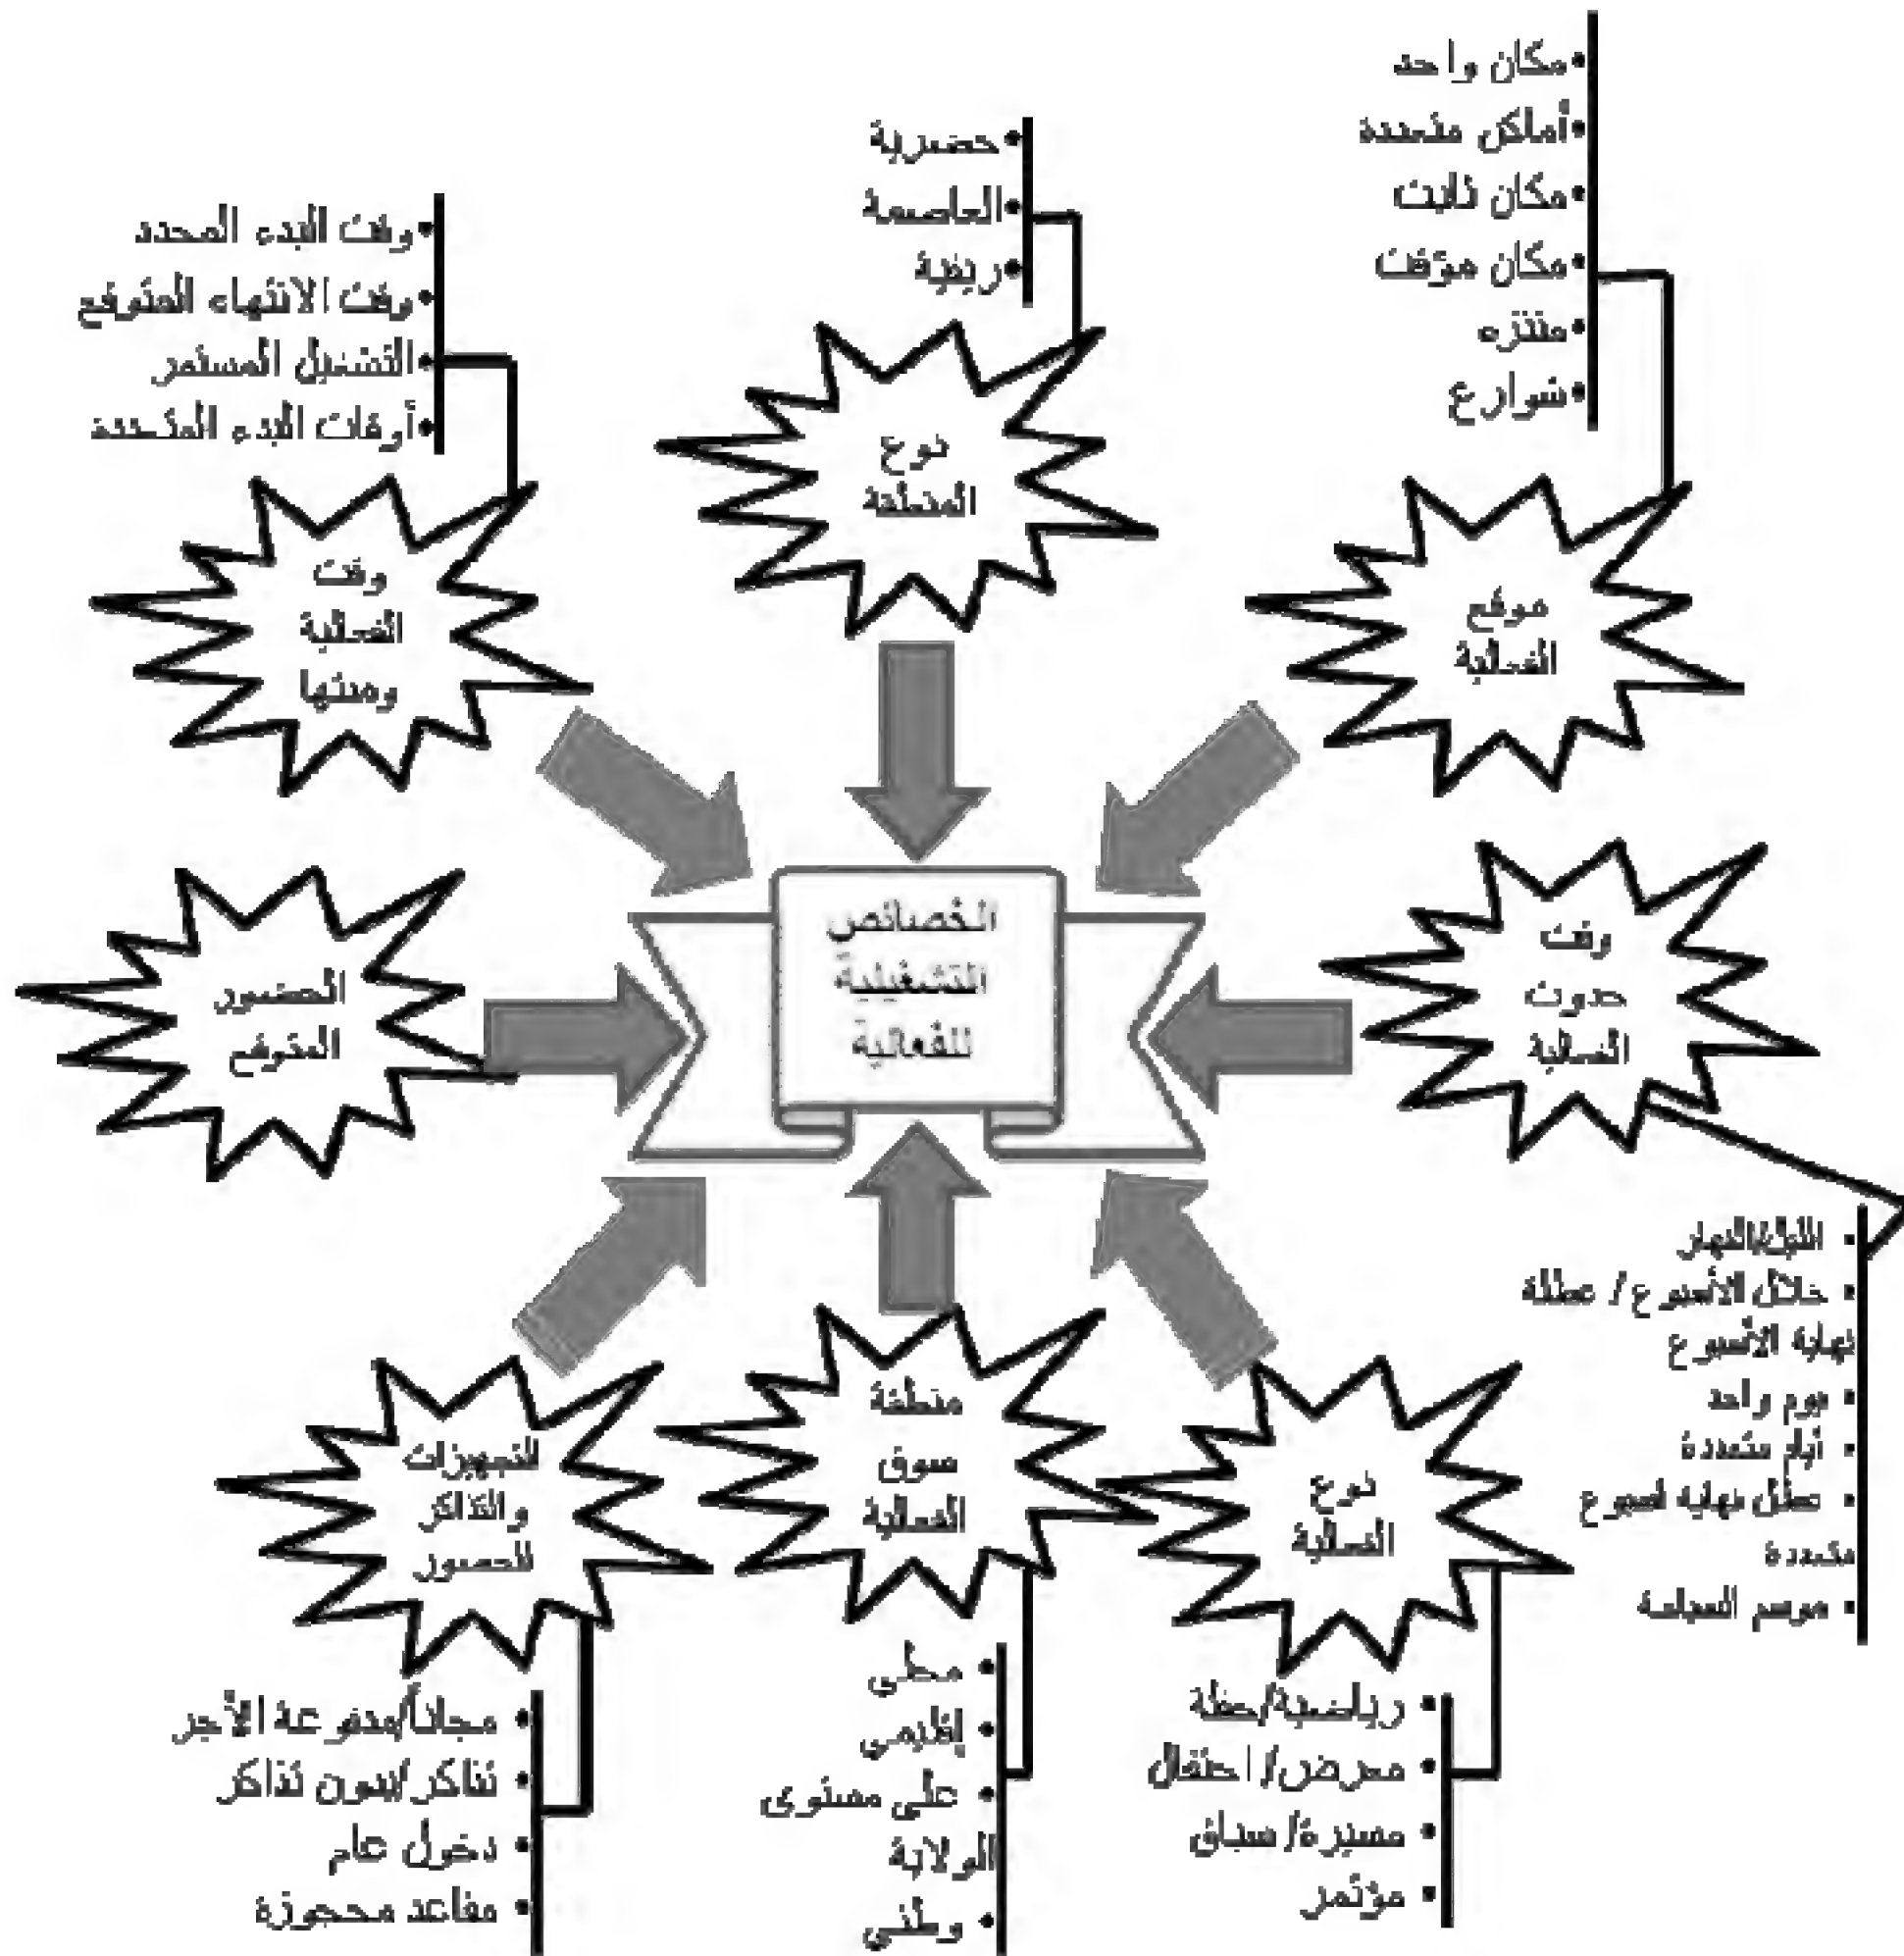 مكان واحد
أماكن متعددة
مكان ثابت
مكان مؤقت
منتزه
شوارع
موقع
الفعالية
حضرية
العاصمة
ريفية
نوع
المنطقة
وقت البدء المحدد
وقت الانتهاء المتوقع
التشغيل المستمر
أوقات البدء المتعددة
وقت
الفعالية
ومدتها
الخصائص
التشغيلية
للفعالية
وقت
حدوث
الفعالية
الليل/النهار
خلال الأسبوع/ عطلة
نهاية الأسبوع
يوم واحد
أيام متعددة
عطل نهاية أسبوع
متعددة
موسم السياحة
الحضور
المتوقع
نوع
الفعالية
رياضية/حفلة
معرض/ احتفال
مسيرة/ سباق
مؤتمر
منطقة
سوق
الفعالية
محلي
إقليمي
على مستوى
الولاية
وطني
التجهيزات
والتذاكر
للحضور
مجاناً/مدفوعة الأجر
تذاكر/بدون تذاكر
دخول عام
مقاعد محجوزة